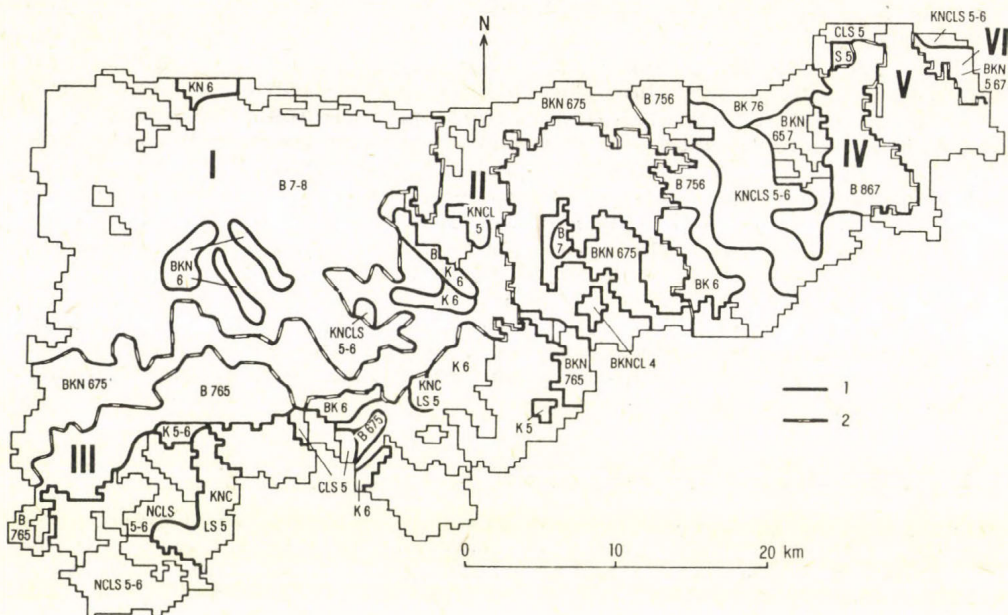 KNCLS 5-6
CLS 5
VI
N
S 5
BKN
5 67
V
KN 6
BKN 675
B 756
BK 76
BKN
65 7
I
IV
II
B 7-8
B 756
KNCLS 5-6
B 867
KNCL
5
B
7
BKN 675
BKN
6
B
K 6
K 6
BK 6
KNCLS
5-6
BKN 675
B 765
K 6
BKN
765
BKNCL 4
KNC
LS 5
BK 6
1
K 5-6
B 675
K 5
2
III
CLS 5
KNC
LS 5
NCLS
5-6
K 6
B
765
0 10 20 km
NCLS 5-6